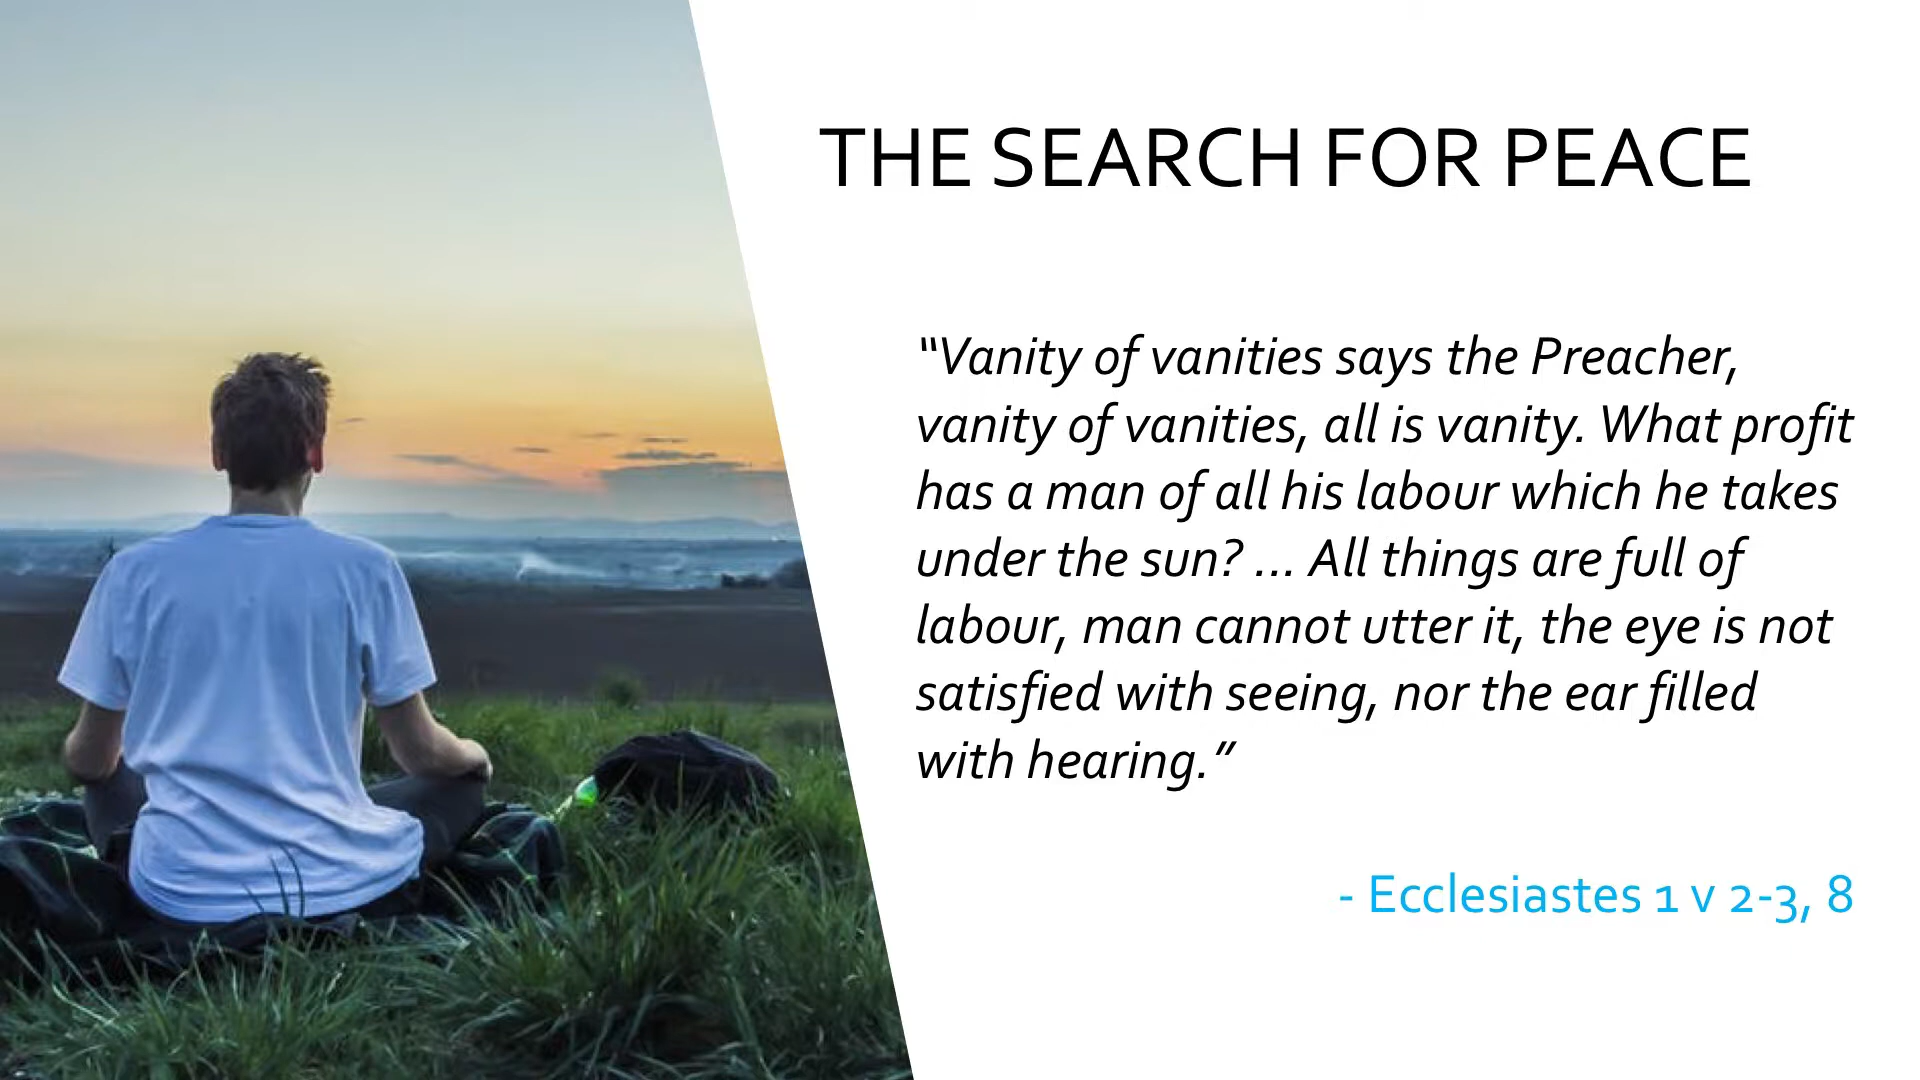 THE SEARCH FOR PEACE
“Vanity of vanities says the Preacher,
vanity of vanities, all is vanity. What profit
has a man of all his labour which he takes
under the sun? ... All things are full of
labour, man cannot utter it, the eye is not
satisfied with seeing, nor the ear filled
with hearing.”
- Ecclesiastes 1 v 2-3, 8